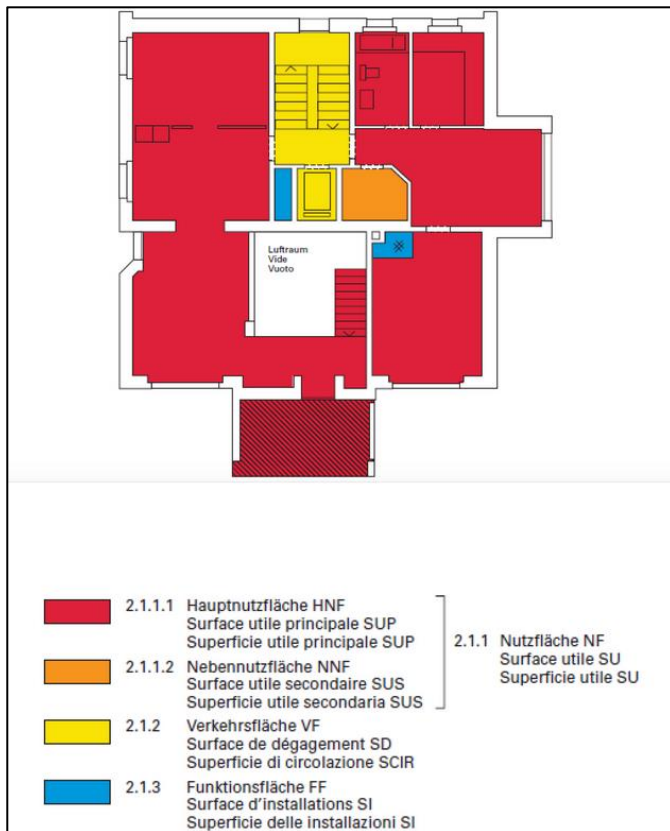 Luftraum
Vide
Vuoto
2.1.1.1 Hauptnutzfläche HNF
Surface utile principale SUP
Superficie utile principale SUP
2.1.1.2 Nebennutzfläche NNF
Surface utile secondaire SUS
Superficie utile secondaria SUS
2.1.1 Nutzfläche NF
Surface utile SU
Superficie utile SU
2.1.2 Verkehrsfläche VF
Surface de dégagement SD
Superficie di circolazione SCIR
2.1.3 Funktionsfläche FF
Surface d'installations SI
Superficie delle installazioni SI